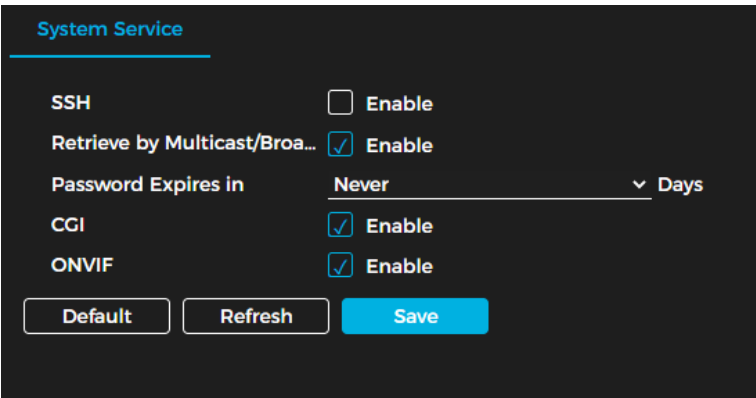 System Service
SSH Enable
Retrieve by Multicast/Broa... Enable
Password Expires in Never Days
CGI Enable
ONVIF Enable
Default Refresh Save